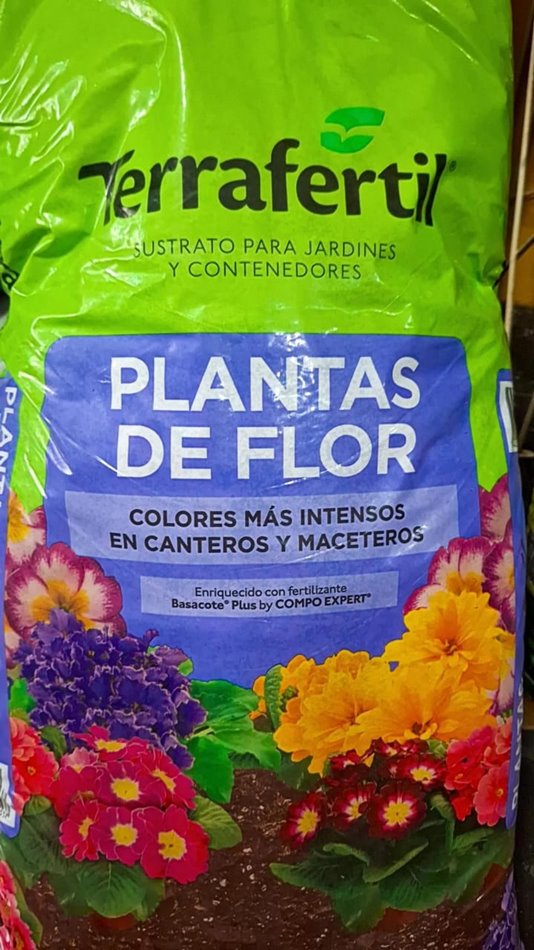 Terrafertil®
SUSTRATO PARA JARDINES
Y CONTENEDORES
PLANTAS
DE FLOR
COLORES MÁS INTENSOS
EN CANTEROS Y MACETEROS
Enriquecido con fertilizante
Basacote® Plus by COMPO EXPERT®